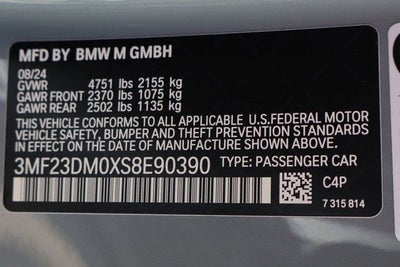 MFD BY BMW M GMBH
08/24
GVWR 4751 lbs 2155 kg
GAWR FRONT 2370 lbs 1075 kg
GAWR REAR 2502 lbs 1135 kg
THIS VEHICLE CONFORMS TO ALL APPLICABLE U.S.FEDERAL MOTOR
VEHICLE SAFETY, BUMPER, AND THEFT PREVENTION STANDARDS
IN EFFECT ON THE DATE OF MANUFACTURE SHOWN ABOVE.
3MF23DM0XS8E90390 TYPE: PASSENGER CAR
C4P
7 315 814